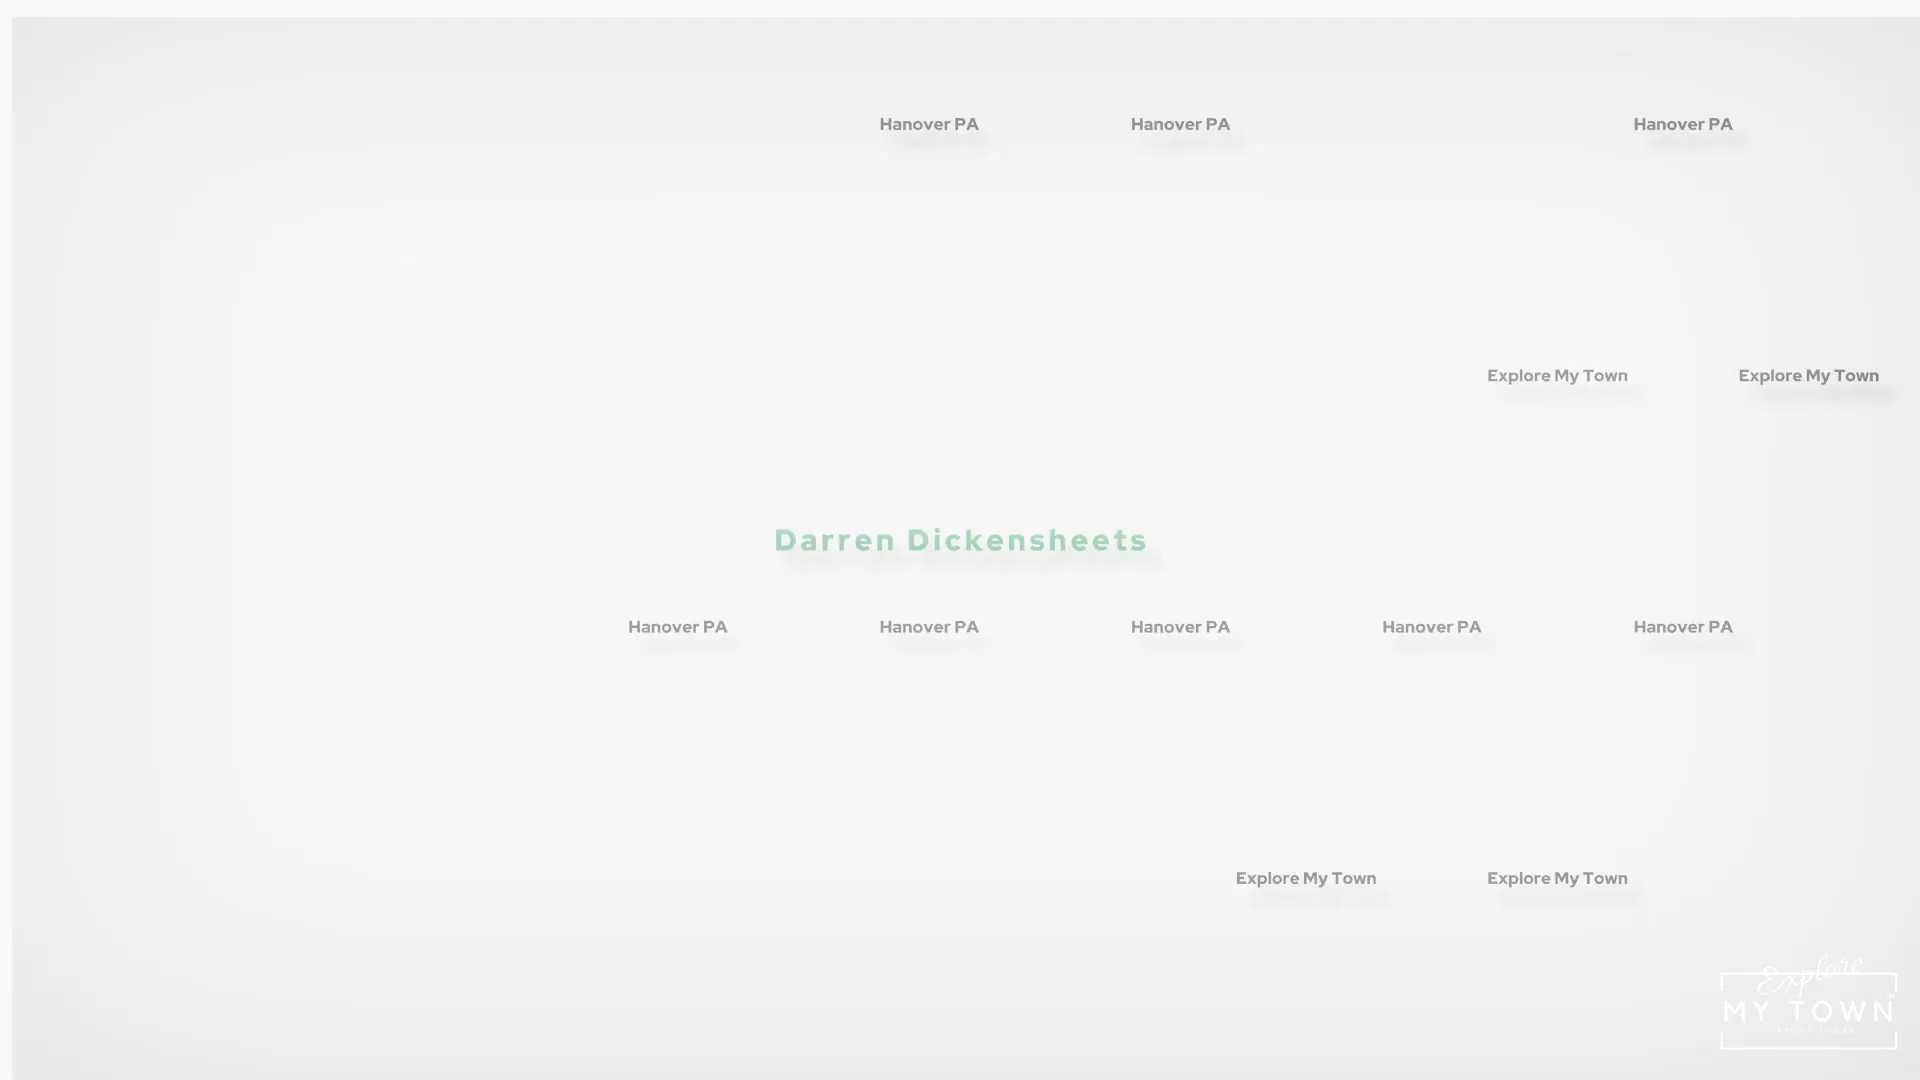 Hanover PA Hanover PA Hanover PA
Explore My Town Explore My Town
Darren Dickensheets
Hanover PA Hanover PA Hanover PA Hanover PA Hanover PA
Explore My Town Explore My Town
Explore
MY TOWN